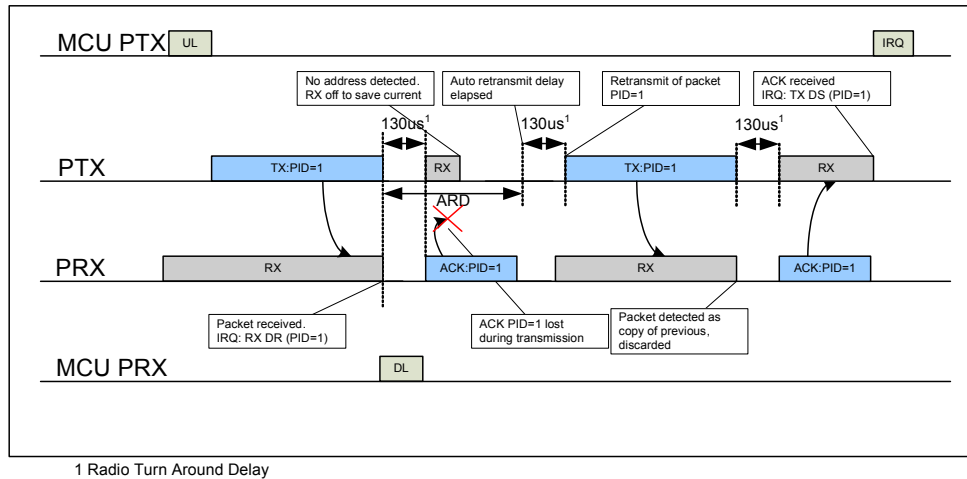 MCU PTX
UL
IRQ
No address detected.
RX off to save current
Auto retransmit delay
elapsed
Retransmit of packet
PID=1
ACK received
IRQ: TX DS (PID=1)
130us1
130us1
130us1
PTX
TX:PID=1
RX
TX:PID=1
RX
ARD
PRX
RX
ACK:PID=1
RX
ACK:PID=1
Packet received.
IRQ: RX DR (PID=1)
ACK PID=1 lost
during transmission
Packet detected as
copy of previous,
discarded
MCU PRX
DL
1 Radio Turn Around Delay